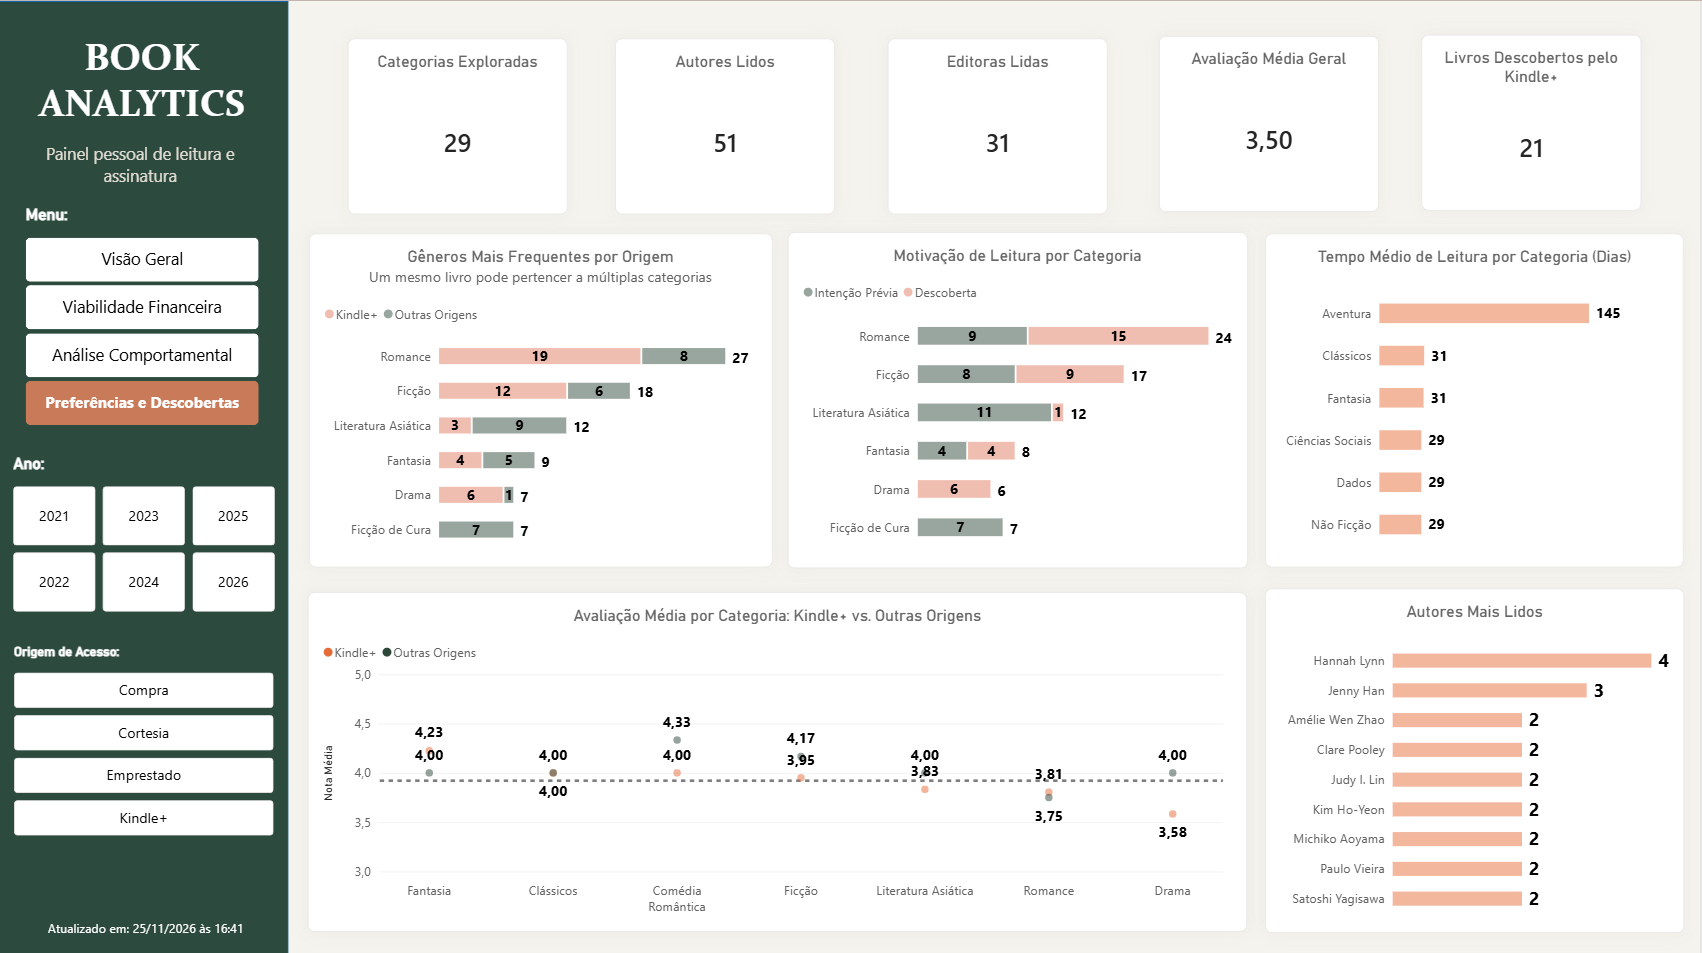 BOOK
ANALYTICS
Painel pessoal de leitura e
assinatura
Menu:
Visão Geral
Viabilidade Financeira
Análise Comportamental
Preferências e Descobertas
Ano:
2021
2023
2025
2022
2024
2026
Origem de Acesso:
Compra
Cortesia
Emprestado
Kindle+
Atualizado em: 25/11/2026 às 16:41
Categorias Exploradas
29
Autores Lidos
51
Editoras Lidas
31
Avaliação Média Geral
3,50
Livros Descobertos pelo
Kindle+
21
Gêneros Mais Frequentes por Origem
Um mesmo livro pode pertencer a múltiplas categorias
Kindle+ Outras Origens
Romance 19 8 27
Ficção 12 6 18
Literatura Asiática 3 9 12
Fantasia 4 5 9
Drama 6 1 7
Ficção de Cura 7 7
Motivação de Leitura por Categoria
Intenção Prévia Descoberta
Romance 9 15 24
Ficção 8 9 17
Literatura Asiática 11 1 12
Fantasia 4 4 8
Drama 6 6
Ficção de Cura 7 7
Tempo Médio de Leitura por Categoria (Dias)
Aventura 145
Clássicos 31
Fantasia 31
Ciências Sociais 29
Dados 29
Não Ficção 29
Avaliação Média por Categoria: Kindle+ vs. Outras Origens
Kindle+ Outras Origens
Nota Média
5,0
4,5
4,0
3,5
3,0
4,23
4,00
4,00
4,00
4,33
4,00
4,17
3,95
4,00
3,83
3,81
3,75
4,00
3,58
Fantasia
Clássicos
Comédia
Romântica
Ficção
Literatura Asiática
Romance
Drama
Autores Mais Lidos
Hannah Lynn 4
Jenny Han 3
Amélie Wen Zhao 2
Clare Pooley 2
Judy I. Lin 2
Kim Ho-Yeon 2
Michiko Aoyama 2
Paulo Vieira 2
Satoshi Yagisawa 2